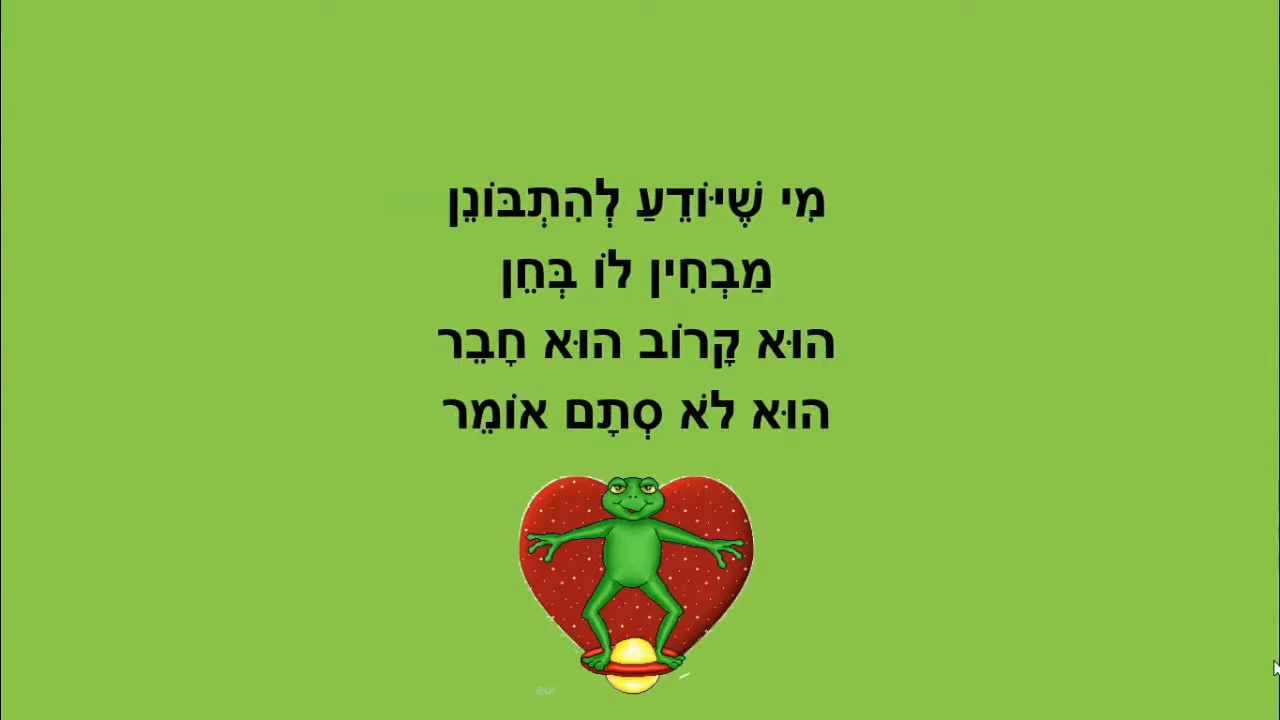 מִי שֶׁיּוֹדֵעַ לְהִתְבּוֹנֵן
מַבְחִין לוֹ בְּחֵן
הוּא קָרוֹב הוּא חָבֵר
הוּא לֹא סְתָם אוֹמֵר